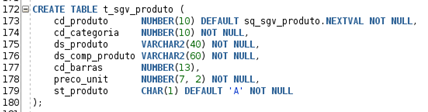 172 CREATE TABLE t_sgv_produto (
173 cd_produto NUMBER(10) DEFAULT sq_sgv_produto.NEXTVAL NOT NULL,
174 cd_categoria NUMBER(10) NOT NULL,
175 ds_produto VARCHAR2(40) NOT NULL,
176 ds_comp_produto VARCHAR2(60) NOT NULL,
177 cd_barras NUMBER(13),
178 preco_unit NUMBER(7, 2) NOT NULL,
179 st_produto CHAR(1) DEFAULT 'A' NOT NULL
180 );